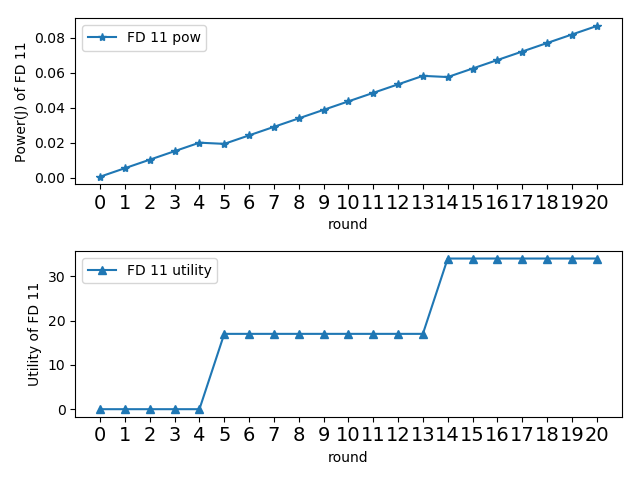 FD 11 pow
Power(J) of FD 11
0.08
0.06
0.04
0.02
0.00
0 1 2 3 4 5 6 7 8 9 10 11 12 13 14 15 16 17 18 19 20
round
FD 11 utility
Utility of FD 11
30
20
10
0
0 1 2 3 4 5 6 7 8 9 10 11 12 13 14 15 16 17 18 19 20
round